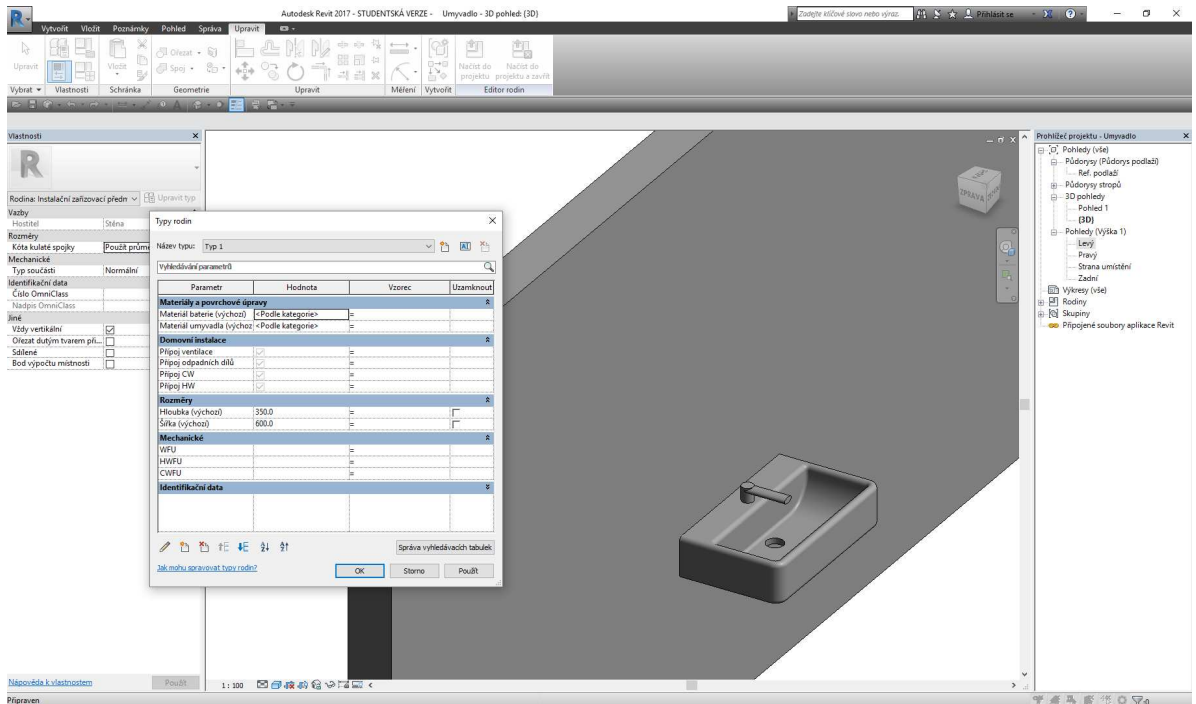 Autodesk Revit 2017 - STUDENTSKÁ VERZE - Umyvadlo - 3D pohled: {3D}
Zadejte klíčové slovo nebo výraz.
Přihlásit se
Vytvořit Vložit Poznámky Pohled Správa Upravit
Upravit
Vložit
Ořezat
Spoj
Načíst do projektu
Načíst do projektu a zavřít
Vybrat Vlastnosti Schránka Geometrie Upravit Měření Vytvořit Editor rodin
Vlastnosti
R
Rodina: Instalační zařizovací předm
Upravit typ
Vazby
Hostitel Stěna
Rozměry
Kóta kulaté spojky Použít průmě
Mechanické
Typ součásti Normální
Identifikační data
Číslo OmniClass
Nadpis OmniClass
Jiné
Vždy vertikální
Ořezat dutým tvarem při...
Sdílené
Bod výpočtu místnosti
Nápověda k vlastnostem
Použít
Typy rodin
Název typu: Typ 1
Vyhledávání parametrů
Parametr Hodnota Vzorec Uzamknout
Materiály a povrchové úpravy
Materiál baterie (výchozí) <Podle kategorie> =
Materiál umyvadla (výchoz <Podle kategorie> =
Domovní instalace
Přípoj ventilace =
Přípoj odpadních dílů =
Přípoj CW =
Přípoj HW =
Rozměry
Hloubka (výchozí) 350.0 =
Šířka (výchozí) 600.0 =
Mechanické
WFU =
HWFU =
CWFU =
Identifikační data
Správa vyhledávacích tabulek
Jak mohu spravovat typy rodin?
OK Storno Použít
ZPRAVA
1 : 100
Prohlížeč projektu - Umyvadlo
Pohledy (vše)
Půdorysy (Půdorys podlaží)
Ref. podlaží
Půdorysy stropů
3D pohledy
Pohled 1
{3D}
Pohledy (Výška 1)
Levý
Pravý
Strana umístění
Zadní
Výkresy (vše)
Rodiny
Skupiny
Připojené soubory aplikace Revit
Připraven